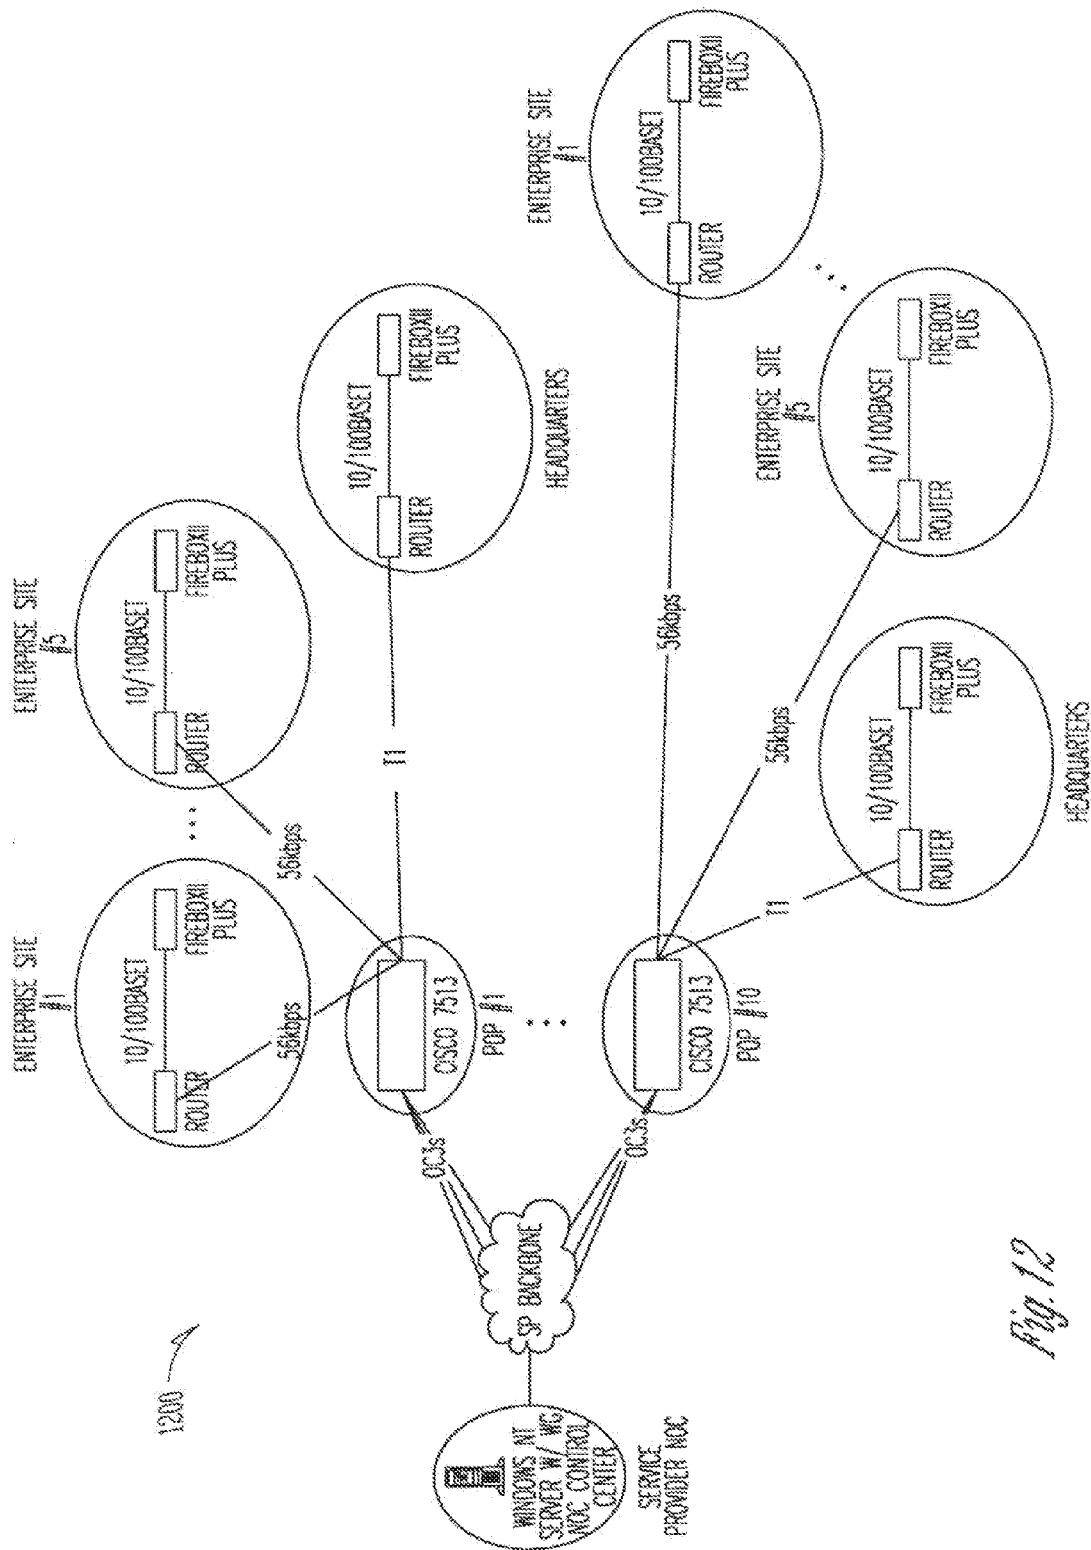 1200
SERVICE
PROVIDER NOC
WINDOWS NT
SERVER W/ WG
NOC CONTROL
CENTER
SP BACKBONE
OC3s
OC3s
CISCO 7513
POP #1
CISCO 7513
POP #10
ENTERPRISE SITE
#1
10/100BASET
ROUTER
FIREBOXII
PLUS
56kbps
ENTERPRISE SITE
#5
10/100BASET
ROUTER
FIREBOXII
PLUS
56kbps
T1
10/100BASET
ROUTER
FIREBOXII
PLUS
HEADQUARTERS
ENTERPRISE SITE
#1
10/100BASET
ROUTER
FIREBOXII
PLUS
56kbps
ENTERPRISE SITE
#5
10/100BASET
ROUTER
FIREBOXII
PLUS
56kbps
T1
10/100BASET
ROUTER
FIREBOXII
PLUS
HEADQUARTERS
Fig. 12